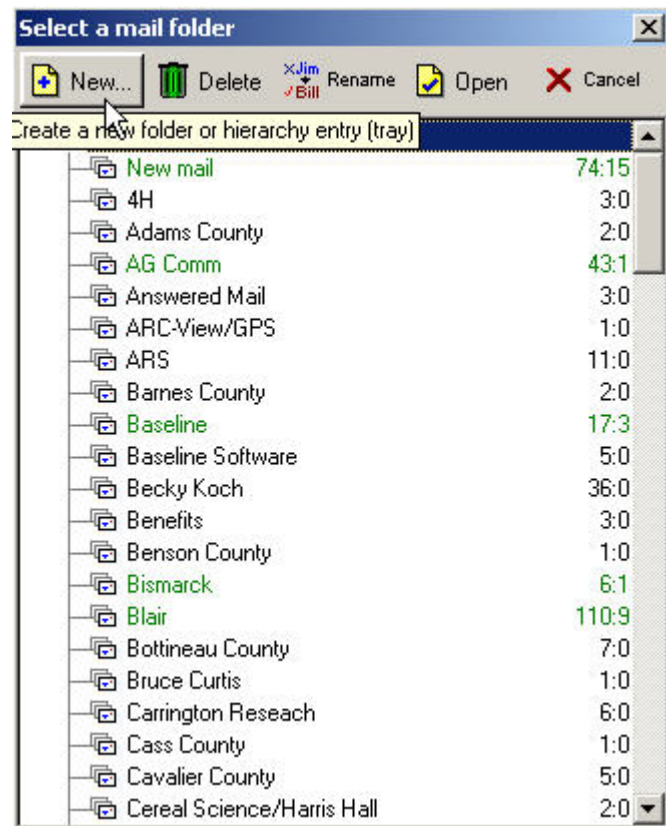 Select a mail folder
New... Delete Jim Bill Rename Open Cancel
Create a new folder or hierarchy entry (tray)
New mail 74:15
4H 3:0
Adams County 2:0
AG Comm 43:1
Answered Mail 3:0
ARC-View/GPS 1:0
ARS 11:0
Barnes County 2:0
Baseline 17:3
Baseline Software 5:0
Becky Koch 36:0
Benefits 3:0
Benson County 1:0
Bismarck 6:1
Blair 110:9
Bottineau County 7:0
Bruce Curtis 1:0
Carrington Reseach 6:0
Cass County 1:0
Cavalier County 5:0
Cereal Science/Harris Hall 2:0